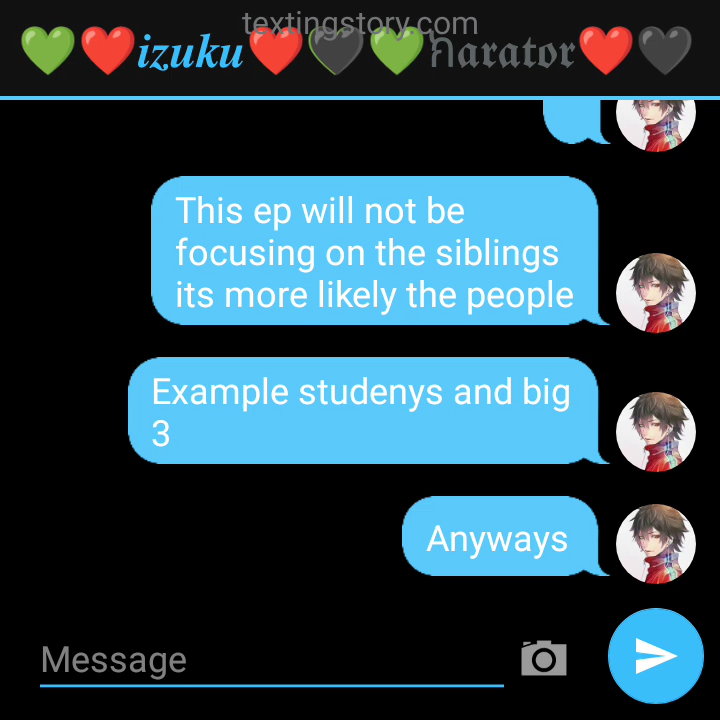 textingstory.com
💚❤️izuku❤️🖤💚Narator❤️🖤
This ep will not be
focusing on the siblings
its more likely the people
Example studenys and big
3
Anyways
Message